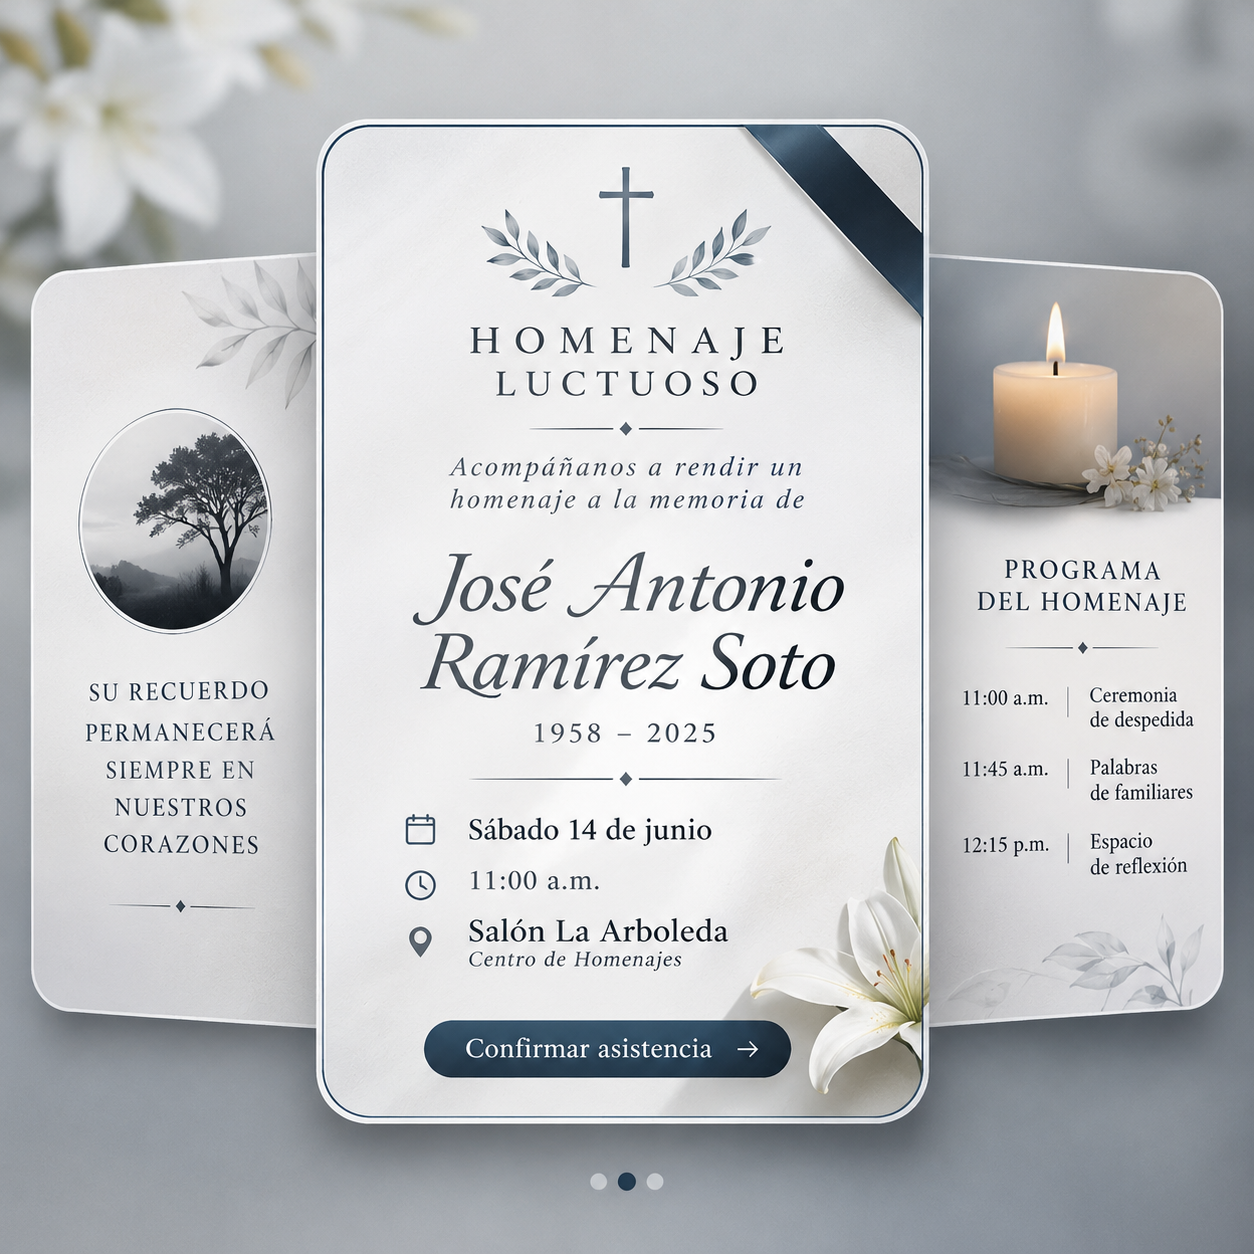 HOMENAJE
LUCTUOSO
Acompáñanos a rendir un
homenaje a la memoria de
José Antonio
Ramírez Soto
1958 – 2025
Sábado 14 de junio
11:00 a.m.
Salón La Arboleda
Centro de Homenajes
Confirmar asistencia →
SU RECUERDO
PERMANECERÁ
SIEMPRE EN
NUESTROS
CORAZONES
PROGRAMA
DEL HOMENAJE
11:00 a.m. | Ceremonia
de despedida
11:45 a.m. | Palabras
de familiares
12:15 p.m. | Espacio
de reflexión